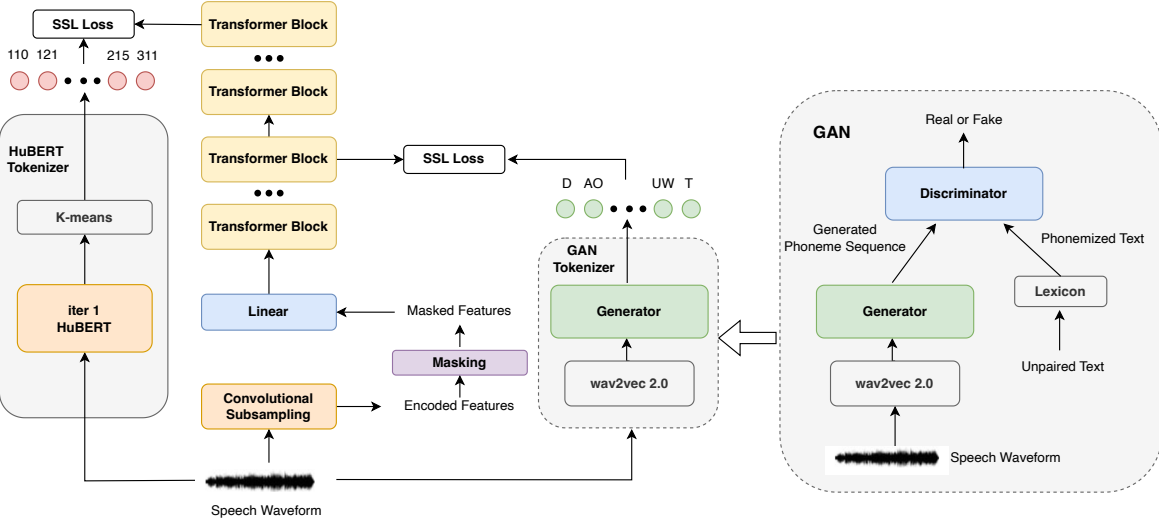 SSL Loss
110 121 215 311
HuBERT
Tokenizer
K-means
iter 1
HuBERT
Transformer Block
Transformer Block
Transformer Block
Transformer Block
Linear
Convolutional
Subsampling
Speech Waveform
Masked Features
Masking
Encoded Features
SSL Loss
D AO UW T
GAN
Tokenizer
Generator
wav2vec 2.0
GAN
Real or Fake
Discriminator
Generated
Phoneme Sequence
Phonemized Text
Lexicon
Unpaired Text
Generator
wav2vec 2.0
Speech Waveform